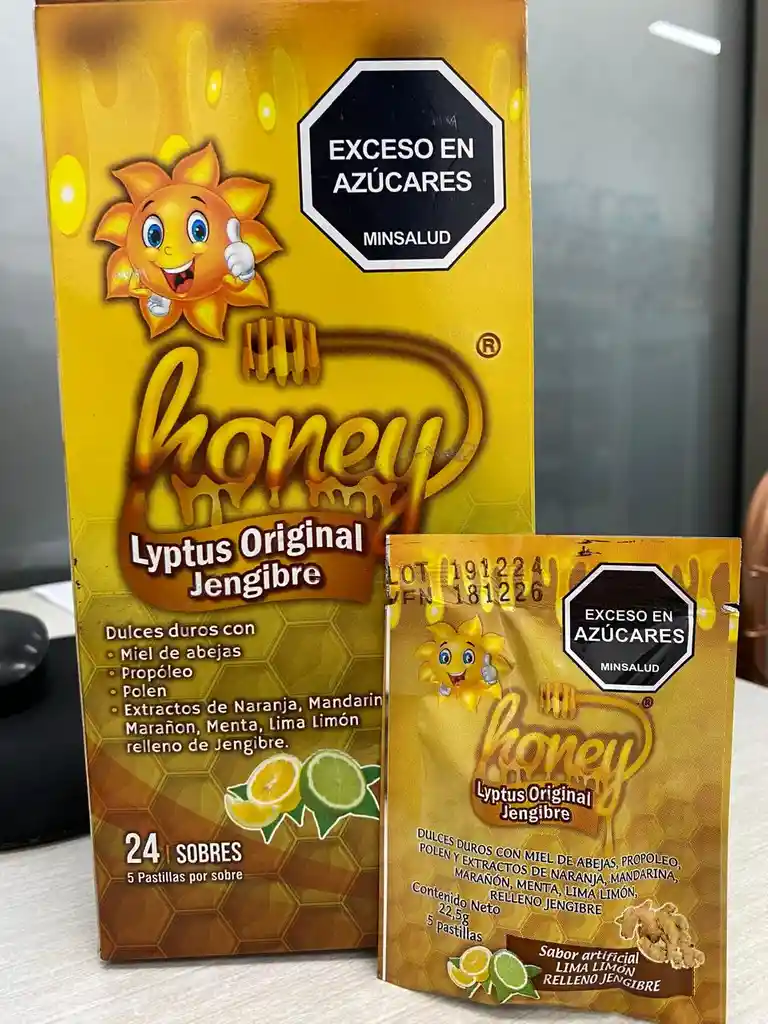 EXCESO EN
AZÚCARES
MINSALUD
®
honey
Lyptus Original
Jengibre
Dulces duros con
· Miel de abejas
· Propóleo
· Polen
· Extractos de Naranja, Mandarin
Marañon, Menta, Lima Limón
relleno de Jengibre.
24 | SOBRES
5 Pastillas por sobre
LOT 191224
VEN 181226
EXCESO EN
AZÚCARES
MINSALUD
®
honey
Lyptus Original
Jengibre
DULCES DUROS CON MIEL DE ABEJAS, PROPOLEO,
POLEN Y EXTRACTOS DE NARANJA, MANDARINA,
MARAÑÓN, MENTA, LIMA LIMÓN,
RELLENO JENGIBRE
Contenido Neto
22,5g
5 Pastillas
Sabor artificial
LIMA LIMÓN
RELLENO JENGIBRE